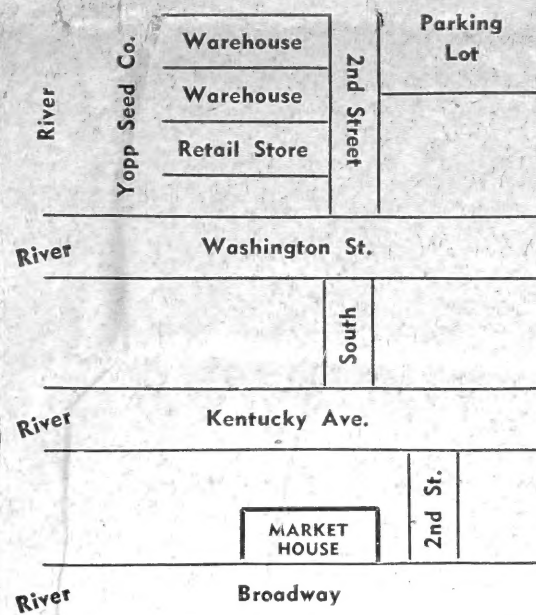 Parking
Lot
Warehouse
Warehouse
Retail Store
Yopp Seed Co.
River
2nd Street
River
Washington St.
South
River
Kentucky Ave.
2nd St.
MARKET
HOUSE
River
Broadway